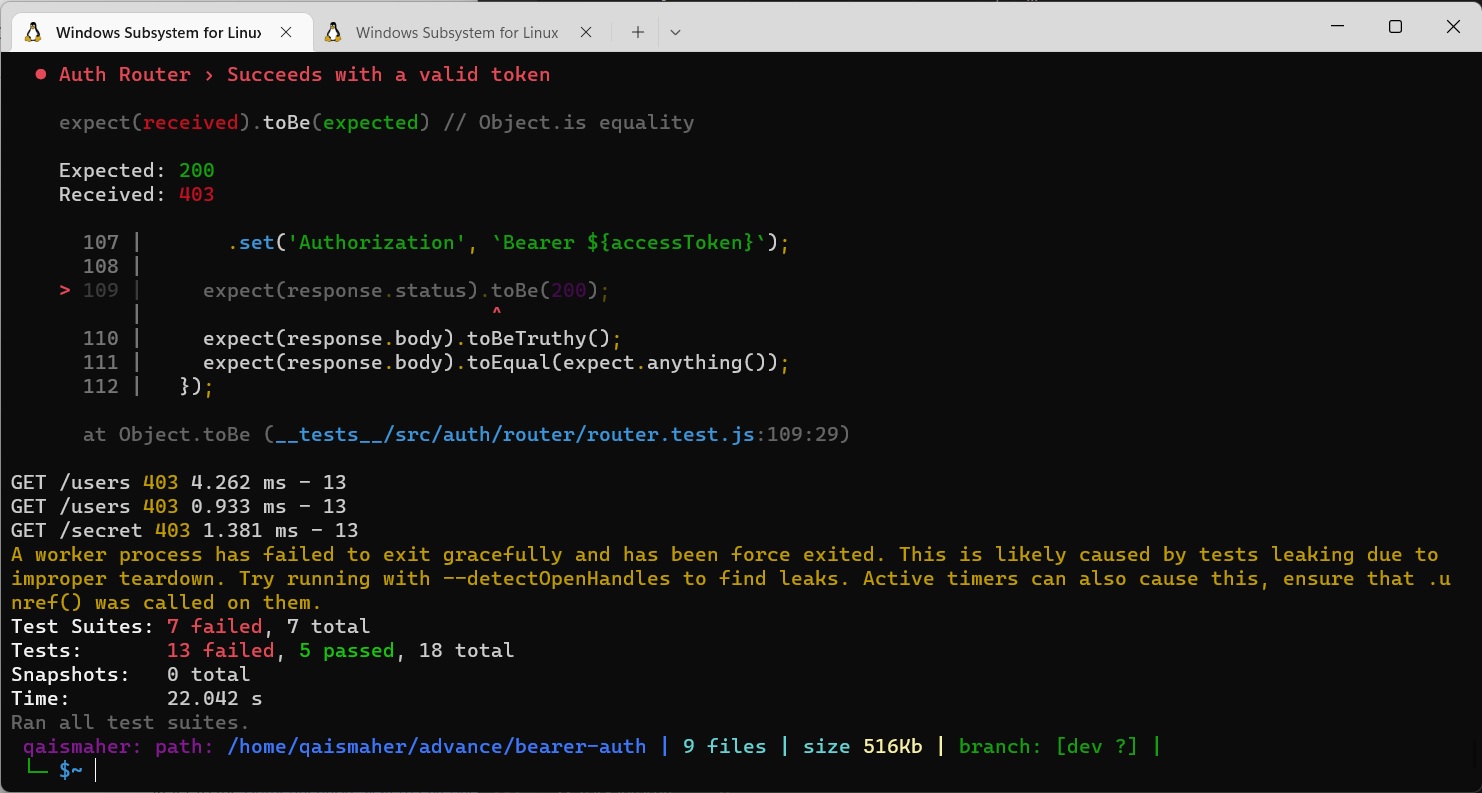 Windows Subsystem for Linux
Windows Subsystem for Linux
● Auth Router › Succeeds with a valid token
expect(received).toBe(expected) // Object.is equality
Expected: 200
Received: 403
107 |       .set('Authorization', `Bearer ${accessToken}`);
108 |
> 109 |     expect(response.status).toBe(200);
|                             ^
110 |     expect(response.body).toBeTruthy();
111 |     expect(response.body).toEqual(expect.anything());
112 |   });
at Object.toBe (__tests__/src/auth/router/router.test.js:109:29)
GET /users 403 4.262 ms - 13
GET /users 403 0.933 ms - 13
GET /secret 403 1.381 ms - 13
A worker process has failed to exit gracefully and has been force exited. This is likely caused by tests leaking due to
improper teardown. Try running with --detectOpenHandles to find leaks. Active timers can also cause this, ensure that .u
nref() was called on them.
Test Suites: 7 failed, 7 total
Tests:       13 failed, 5 passed, 18 total
Snapshots:   0 total
Time:        22.042 s
Ran all test suites.
qaismaher: path: /home/qaismaher/advance/bearer-auth | 9 files | size 516Kb | branch: [dev ?] |
└─ $~